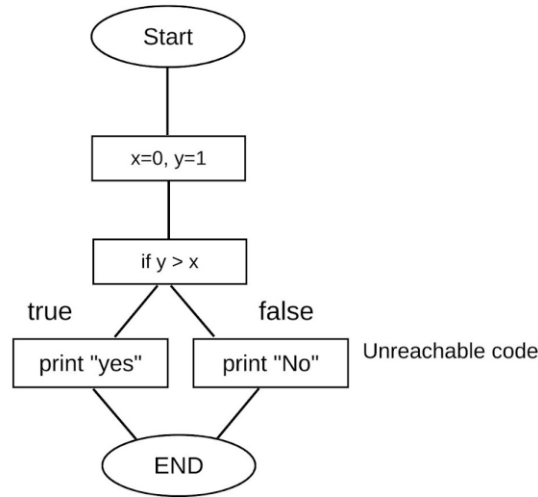 Start
x=0, y=1
if y > x
true
false
print "yes"
print "No"
Unreachable code
END